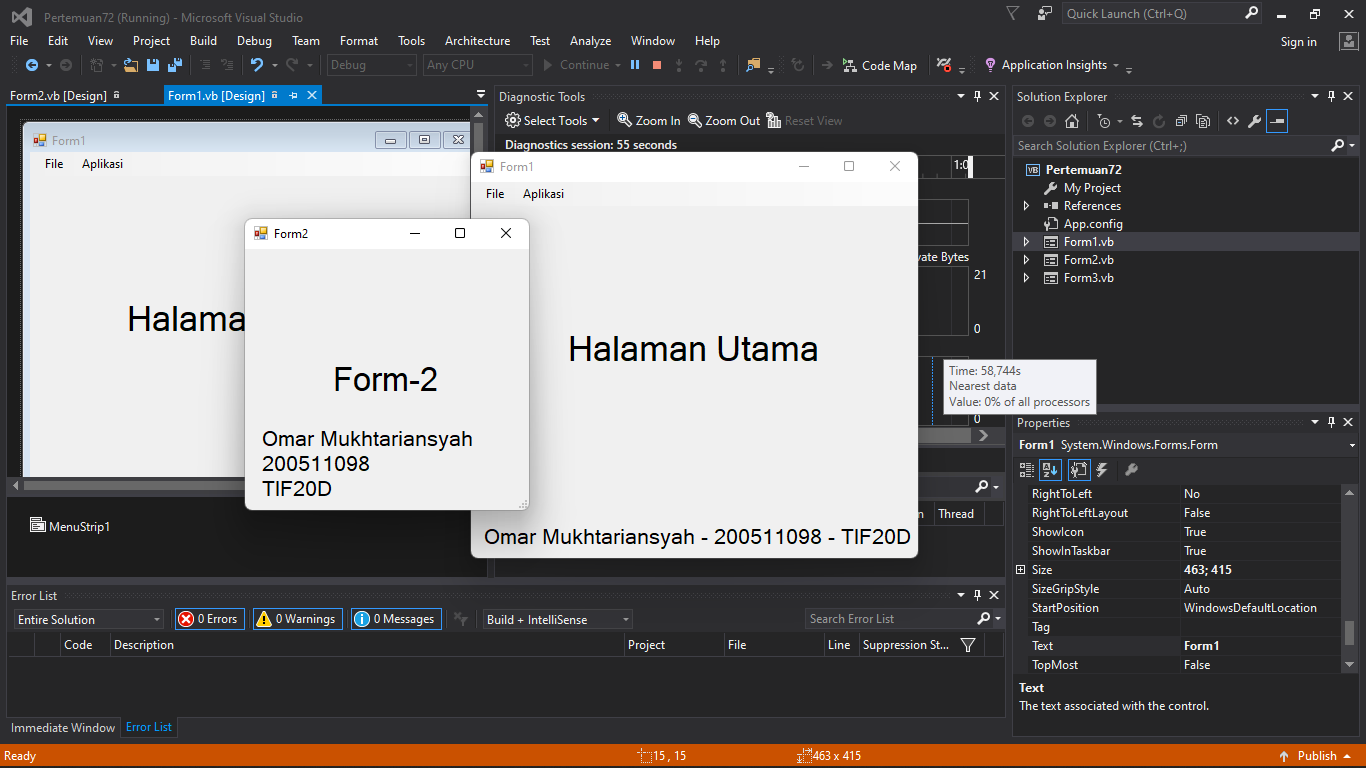 Pertemuan72 (Running) - Microsoft Visual Studio
Quick Launch (Ctrl+Q)
File Edit View Project Build Debug Team Format Tools Architecture Test Analyze Window Help
Sign in
Debug Any CPU Continue Code Map Application Insights
Form2.vb [Design] Form1.vb [Design]
Form1
File Aplikasi
Form2
Form-2
Omar Mukhtariansyah
200511098
TIF20D
MenuStrip1
Diagnostic Tools
Select Tools Zoom In Zoom Out Reset View
Diagnostics session: 55 seconds
1:0
Form1
File Aplikasi
Halaman Utama
Omar Mukhtariansyah - 200511098 - TIF20D
Bytes
21
0
0
Time: 58,744s
Nearest data
Value: 0% of all processors
Thread
Solution Explorer
Search Solution Explorer (Ctrl+;)
Pertemuan72
My Project
References
App.config
Form1.vb
Form2.vb
Form3.vb
Properties
Form1 System.Windows.Forms.Form
RightToLeft No
RightToLeftLayout False
ShowIcon True
ShowInTaskbar True
Size 463; 415
SizeGripStyle Auto
StartPosition WindowsDefaultLocation
Tag
Text Form1
TopMost False
Text
The text associated with the control.
Error List
Entire Solution 0 Errors 0 Warnings 0 Messages Build + IntelliSense Search Error List
Code Description Project File Line Suppression St...
Immediate Window Error List
Ready 15 , 15 463 x 415 Publish